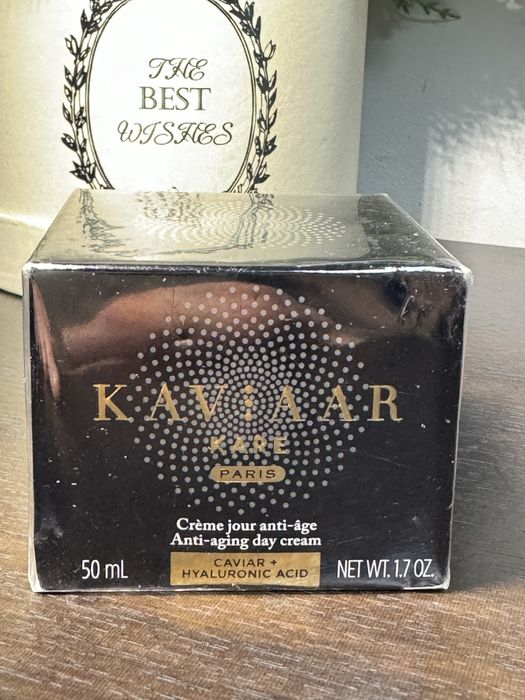 THE
BEST
WISHES
KAVIAAR
KARE
PARIS
Crème jour anti-âge
Anti-aging day cream
50 mL
CAVIAR +
HYALURONIC ACID
NET WT. 1.7 OZ.